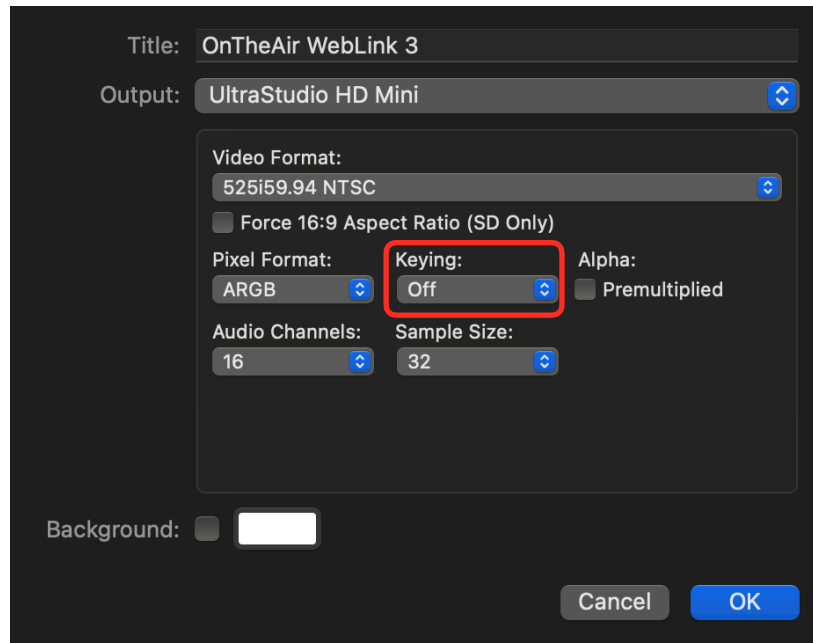 Title: OnTheAir WebLink 3
Output: UltraStudio HD Mini
Video Format:
525i59.94 NTSC
Force 16:9 Aspect Ratio (SD Only)
Pixel Format: Keying: Alpha:
ARGB Off Premultiplied
Audio Channels: Sample Size:
16 32
Background:
Cancel OK